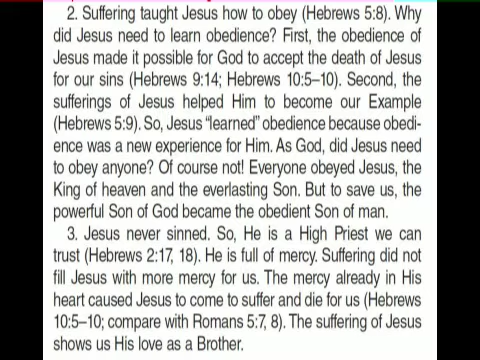 2. Suffering taught Jesus how to obey (Hebrews 5:8). Why
did Jesus need to learn obedience? First, the obedience of
Jesus made it possible for God to accept the death of Jesus
for our sins (Hebrews 9:14; Hebrews 10:5–10). Second, the
sufferings of Jesus helped Him to become our Example
(Hebrews 5:9). So, Jesus “learned” obedience because obedi-
ence was a new experience for Him. As God, did Jesus need
to obey anyone? Of course not! Everyone obeyed Jesus, the
King of heaven and the everlasting Son. But to save us, the
powerful Son of God became the obedient Son of man.
3. Jesus never sinned. So, He is a High Priest we can
trust (Hebrews 2:17, 18). He is full of mercy. Suffering did not
fill Jesus with more mercy for us. The mercy already in His
heart caused Jesus to come to suffer and die for us (Hebrews
10:5–10; compare with Romans 5:7, 8). The suffering of Jesus
shows us His love as a Brother.